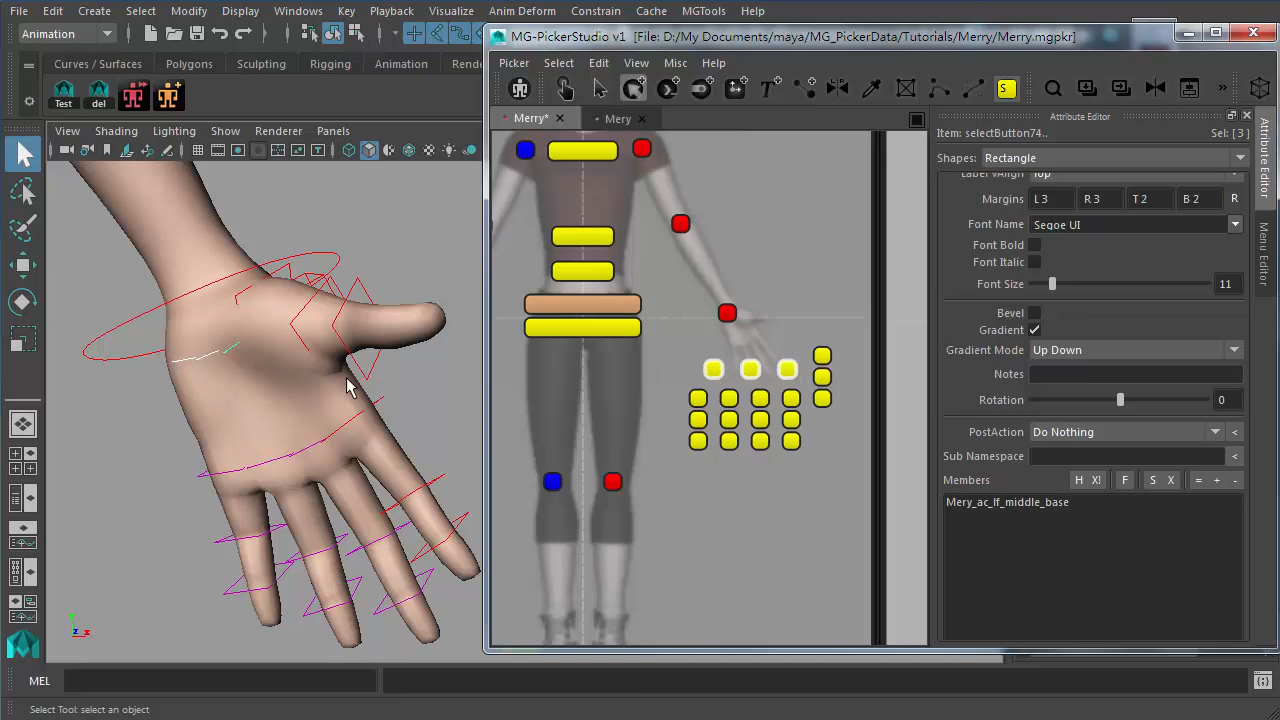 File Edit Create Select Modify Display Windows Key Playback Visualize Anim Deform Constrain Cache MGTools Help
MG-PickerStudio v1 [File: D:/My Documents/maya/MG_PickerData/Tutorials/Merry/Merry.mgpkr]
Animation
Picker Select Edit View Misc Help
Curves / Surfaces Polygons Sculpting Rigging Animation Rende
Test del
T L R S »
Merry* Mery
Attribute Editor
View Shading Lighting Show Renderer Panels
Item: selectButton74.. Sel: [ 3 ]
Shapes: Rectangle
Label VAlign Top
Margins L 3 R 3 T 2 B 2 R
Font Name Segoe UI
Font Bold
Font Italic
Font Size 11
Bevel
Gradient
Gradient Mode Up Down
Notes
Rotation 0
PostAction Do Nothing <
Sub Namespace <
Members H X! F S X = + -
Mery_ac_lf_middle_base
Attribute Editor
Menu Editor
z x
MEL
Select Tool: select an object